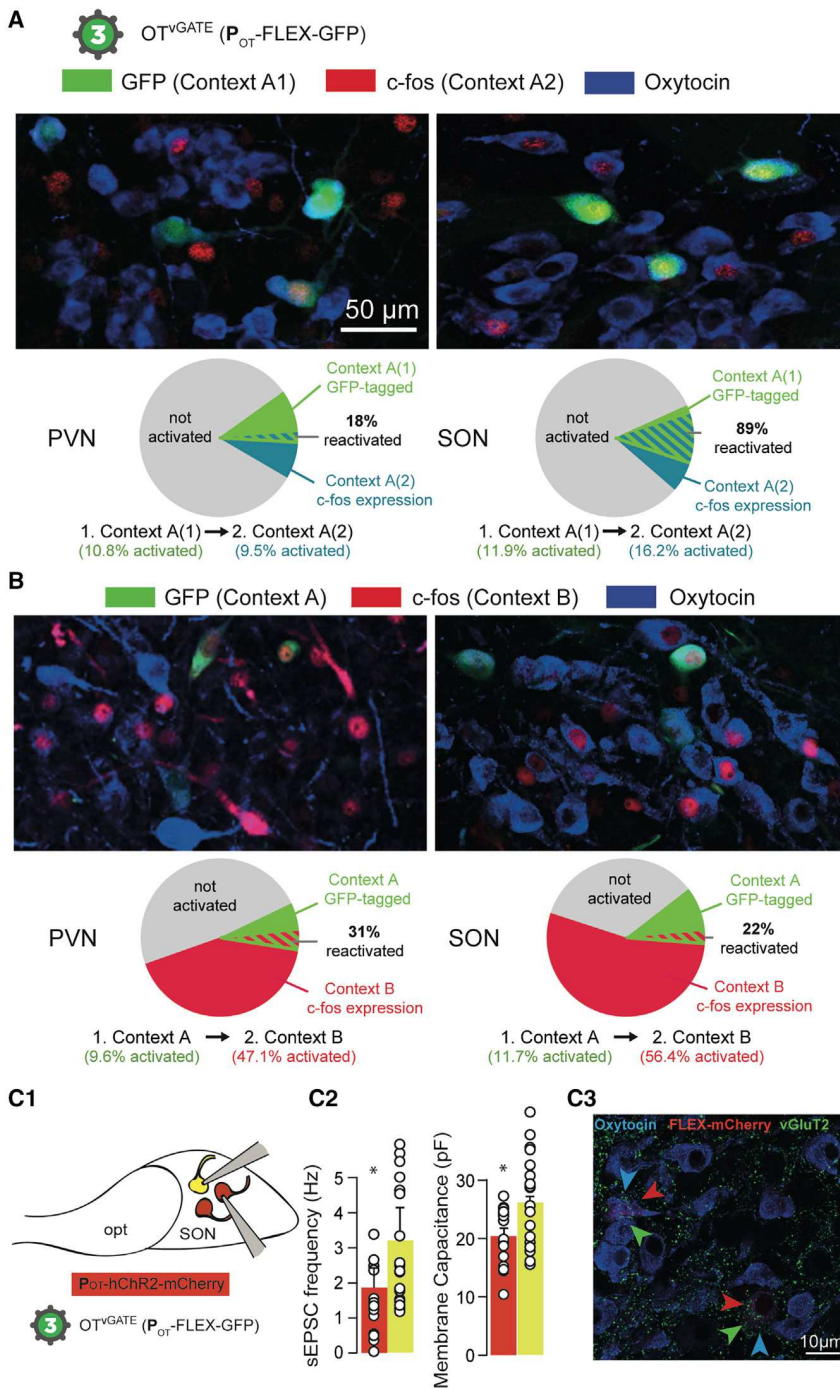 A
3
OTvGATE (POT-FLEX-GFP)
GFP (Context A1) c-fos (Context A2) Oxytocin
50 µm
PVN
not
activated
Context A(1)
GFP-tagged
18%
reactivated
Context A(2)
c-fos expression
1. Context A(1) → 2. Context A(2)
(10.8% activated) (9.5% activated)
SON
not
activated
Context A(1)
GFP-tagged
89%
reactivated
Context A(2)
c-fos expression
1. Context A(1) → 2. Context A(2)
(11.9% activated) (16.2% activated)
B
GFP (Context A) c-fos (Context B) Oxytocin
PVN
not
activated
Context A
GFP-tagged
31%
reactivated
Context B
c-fos expression
1. Context A → 2. Context B
(9.6% activated) (47.1% activated)
SON
not
activated
Context A
GFP-tagged
22%
reactivated
Context B
c-fos expression
1. Context A → 2. Context B
(11.7% activated) (56.4% activated)
C1
opt
SON
POT-hChR2-mCherry
3
OTvGATE (POT-FLEX-GFP)
C2
sEPSC frequency (Hz)
5
4
3
2
1
0
*
Membrane Capacitance (pF)
30
20
10
0
*
C3
Oxytocin FLEX-mCherry vGluT2
10µm